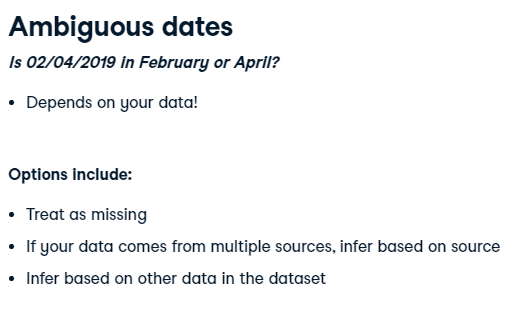 Ambiguous dates
Is 02/04/2019 in February or April?
• Depends on your data!
Options include:
• Treat as missing
• If your data comes from multiple sources, infer based on source
• Infer based on other data in the dataset